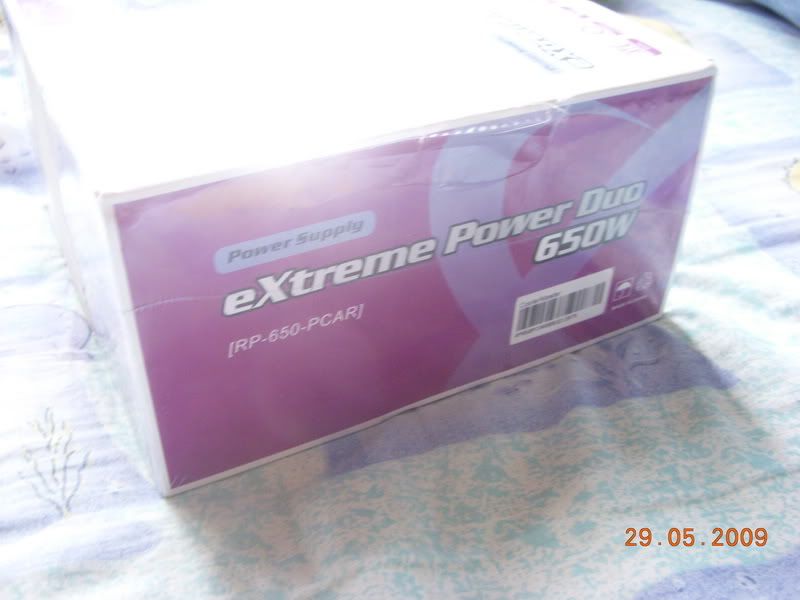 Power Supply
eXtreme Power Duo
650W
[RP-650-PCAR]
29.05.2009